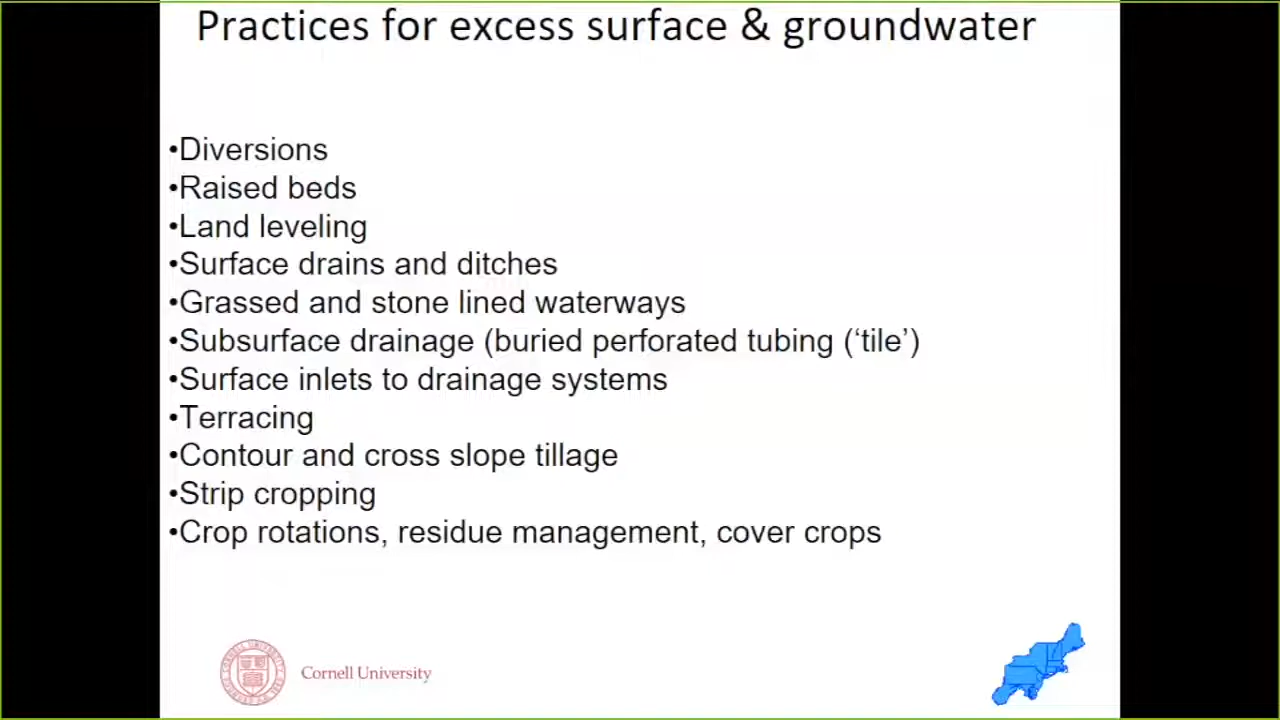 Practices for excess surface & groundwater
•Diversions
•Raised beds
•Land leveling
•Surface drains and ditches
•Grassed and stone lined waterways
•Subsurface drainage (buried perforated tubing (‘tile’)
•Surface inlets to drainage systems
•Terracing
•Contour and cross slope tillage
•Strip cropping
•Crop rotations, residue management, cover crops
Cornell University